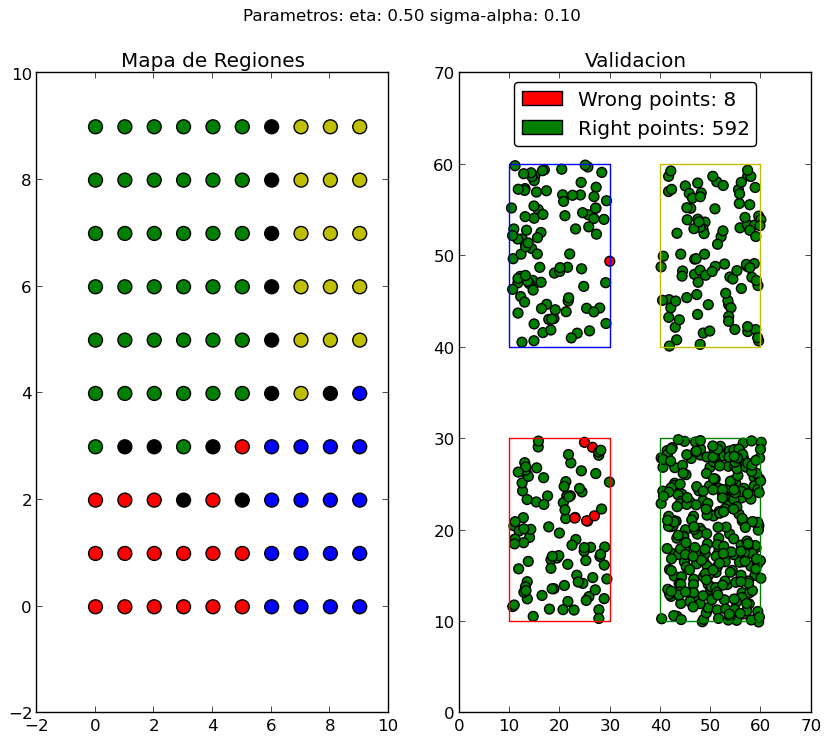 Parametros: eta: 0.50 sigma-alpha: 0.10
Mapa de Regiones
10
8
6
4
2
0
−2
−2 0 2 4 6 8 10
Validacion
Wrong points: 8
Right points: 592
70
60
50
40
30
20
10
0
0 10 20 30 40 50 60 70